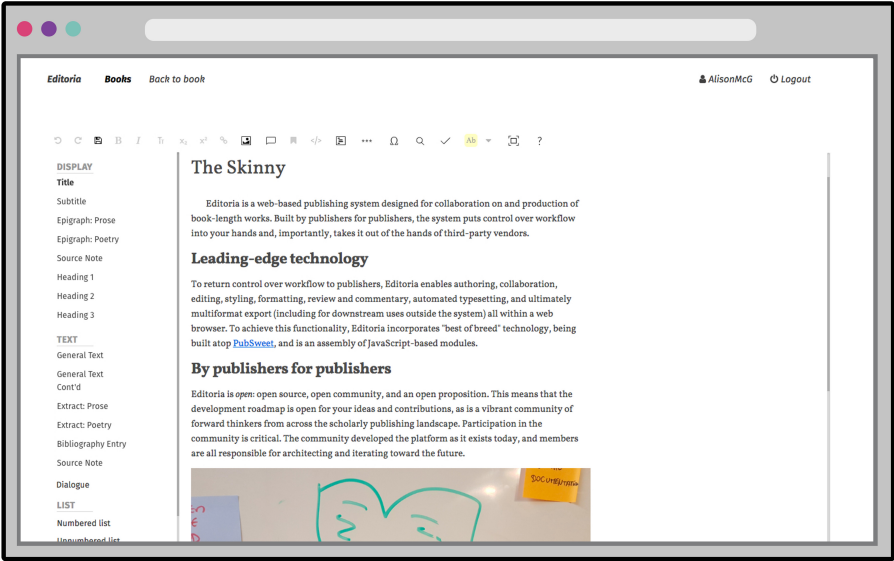 Editoria Books Back to book AlisonMcG Logout
B I Tr x₂ x² </> Ω Ab ?
DISPLAY
Title
Subtitle
Epigraph: Prose
Epigraph: Poetry
Source Note
Heading 1
Heading 2
Heading 3
TEXT
General Text
General Text
Cont'd
Extract: Prose
Extract: Poetry
Bibliography Entry
Source Note
Dialogue
LIST
Numbered list
Unnumbered list
The Skinny
Editoria is a web-based publishing system designed for collaboration on and production of
book-length works. Built by publishers for publishers, the system puts control over workflow
into your hands and, importantly, takes it out of the hands of third-party vendors.
Leading-edge technology
To return control over workflow to publishers, Editoria enables authoring, collaboration,
editing, styling, formatting, review and commentary, automated typesetting, and ultimately
multiformat export (including for downstream uses outside the system) all within a web
browser. To achieve this functionality, Editoria incorporates "best of breed" technology, being
built atop PubSweet, and is an assembly of JavaScript-based modules.
By publishers for publishers
Editoria is open: open source, open community, and an open proposition. This means that the
development roadmap is open for your ideas and contributions, as is a vibrant community of
forward thinkers from across the scholarly publishing landscape. Participation in the
community is critical. The community developed the platform as it exists today, and members
are all responsible for architecting and iterating toward the future.